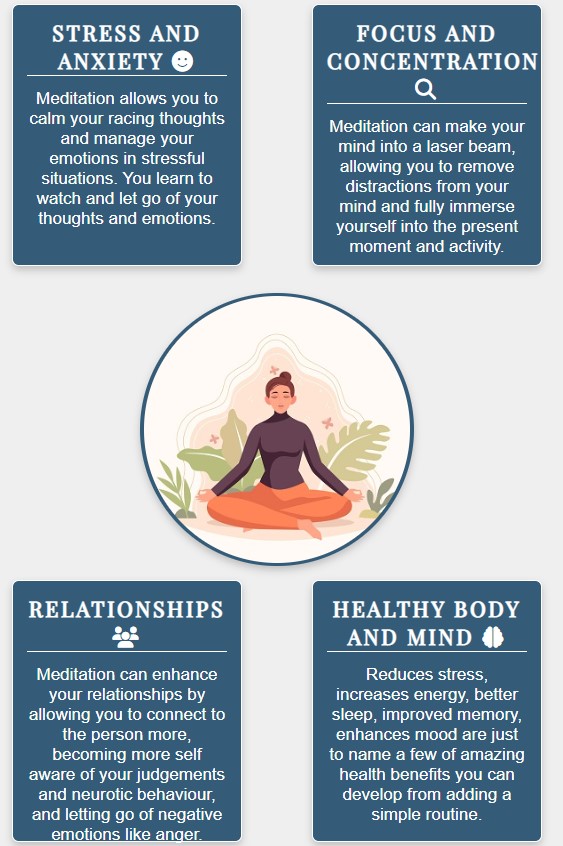 STRESS AND
ANXIETY
Meditation allows you to
calm your racing thoughts
and manage your
emotions in stressful
situations. You learn to
watch and let go of your
thoughts and emotions.
FOCUS AND
CONCENTRATION
Meditation can make your
mind into a laser beam,
allowing you to remove
distractions from your
mind and fully immerse
yourself into the present
moment and activity.
RELATIONSHIPS
Meditation can enhance
your relationships by
allowing you to connect to
the person more,
becoming more self
aware of your judgements
and neurotic behaviour,
and letting go of negative
emotions like anger.
HEALTHY BODY
AND MIND
Reduces stress,
increases energy, better
sleep, improved memory,
enhances mood are just
to name a few of amazing
health benefits you can
develop from adding a
simple routine.